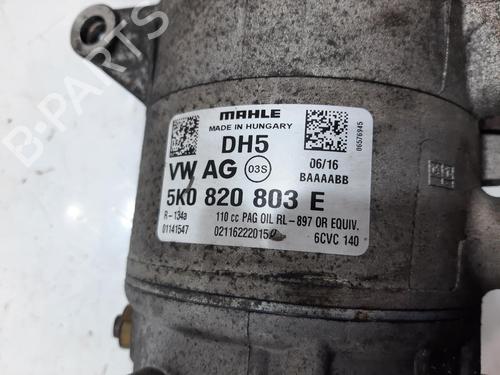 MAHLE
MADE IN HUNGARY
DH5
06/16
VW AG 03S BAAAABB
5K0 820 803 E
R-134a 110 cc PAG OIL RL-897 OR EQUIV.
01141547 02116222015 6CVC 140
06576945
B-PARTS